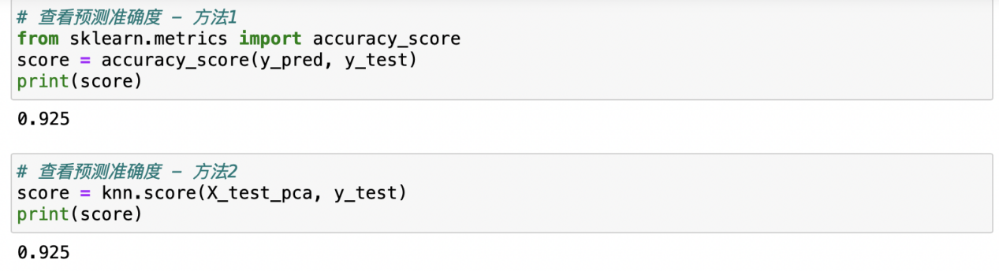 # 查看预测准确度 – 方法1
from sklearn.metrics import accuracy_score
score = accuracy_score(y_pred, y_test)
print(score)
0.925
# 查看预测准确度 – 方法2
score = knn.score(X_test_pca, y_test)
print(score)
0.925